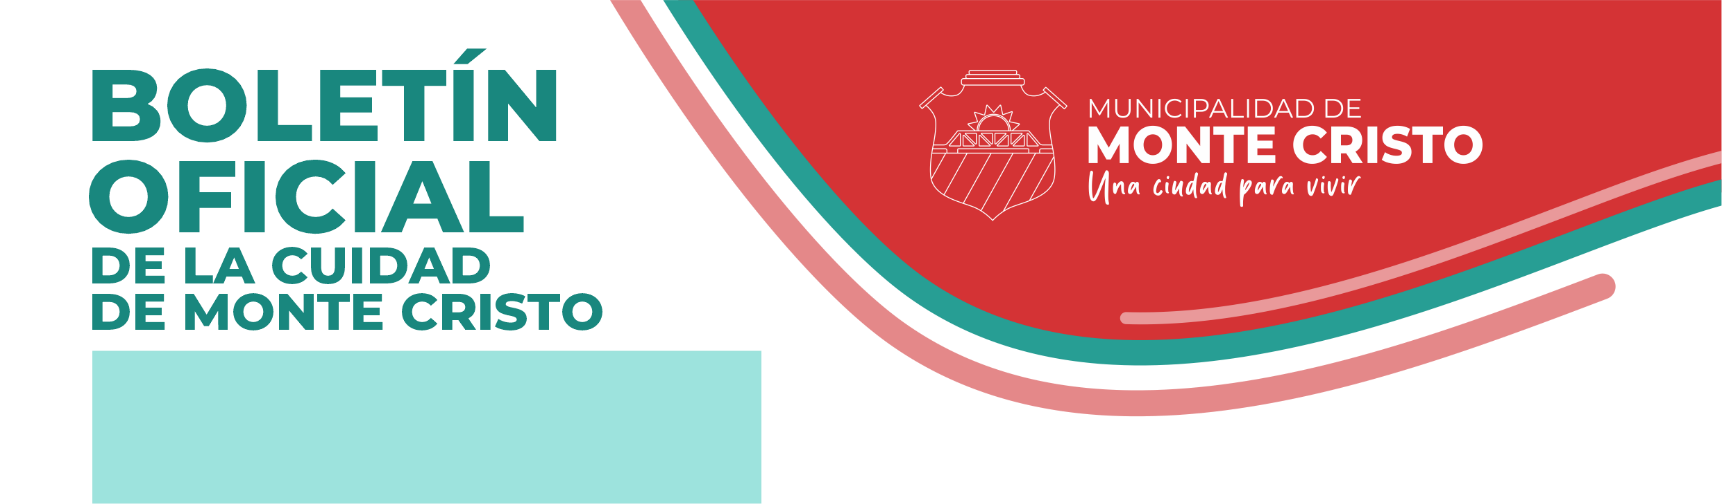 BOLETÍN
OFICIAL
DE LA CUIDAD
DE MONTE CRISTO
MUNICIPALIDAD DE
MONTE CRISTO
Una ciudad para vivir